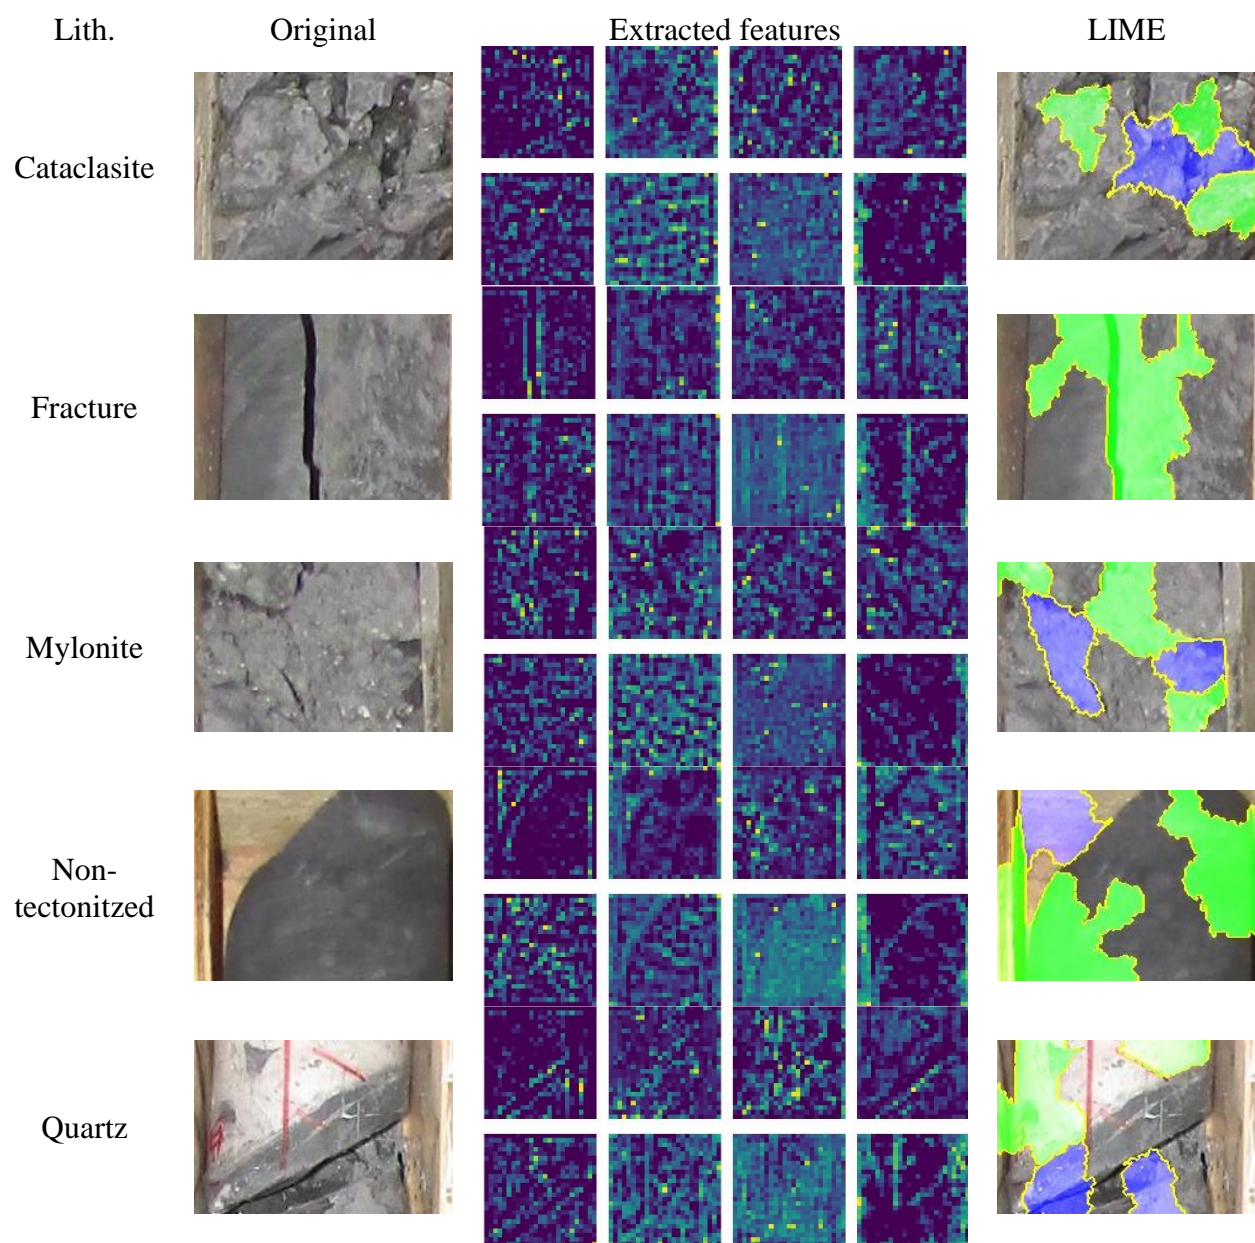 Lith. Original Extracted features LIME
Cataclasite
Fracture
Mylonite
Non-
tectonitzed
Quartz